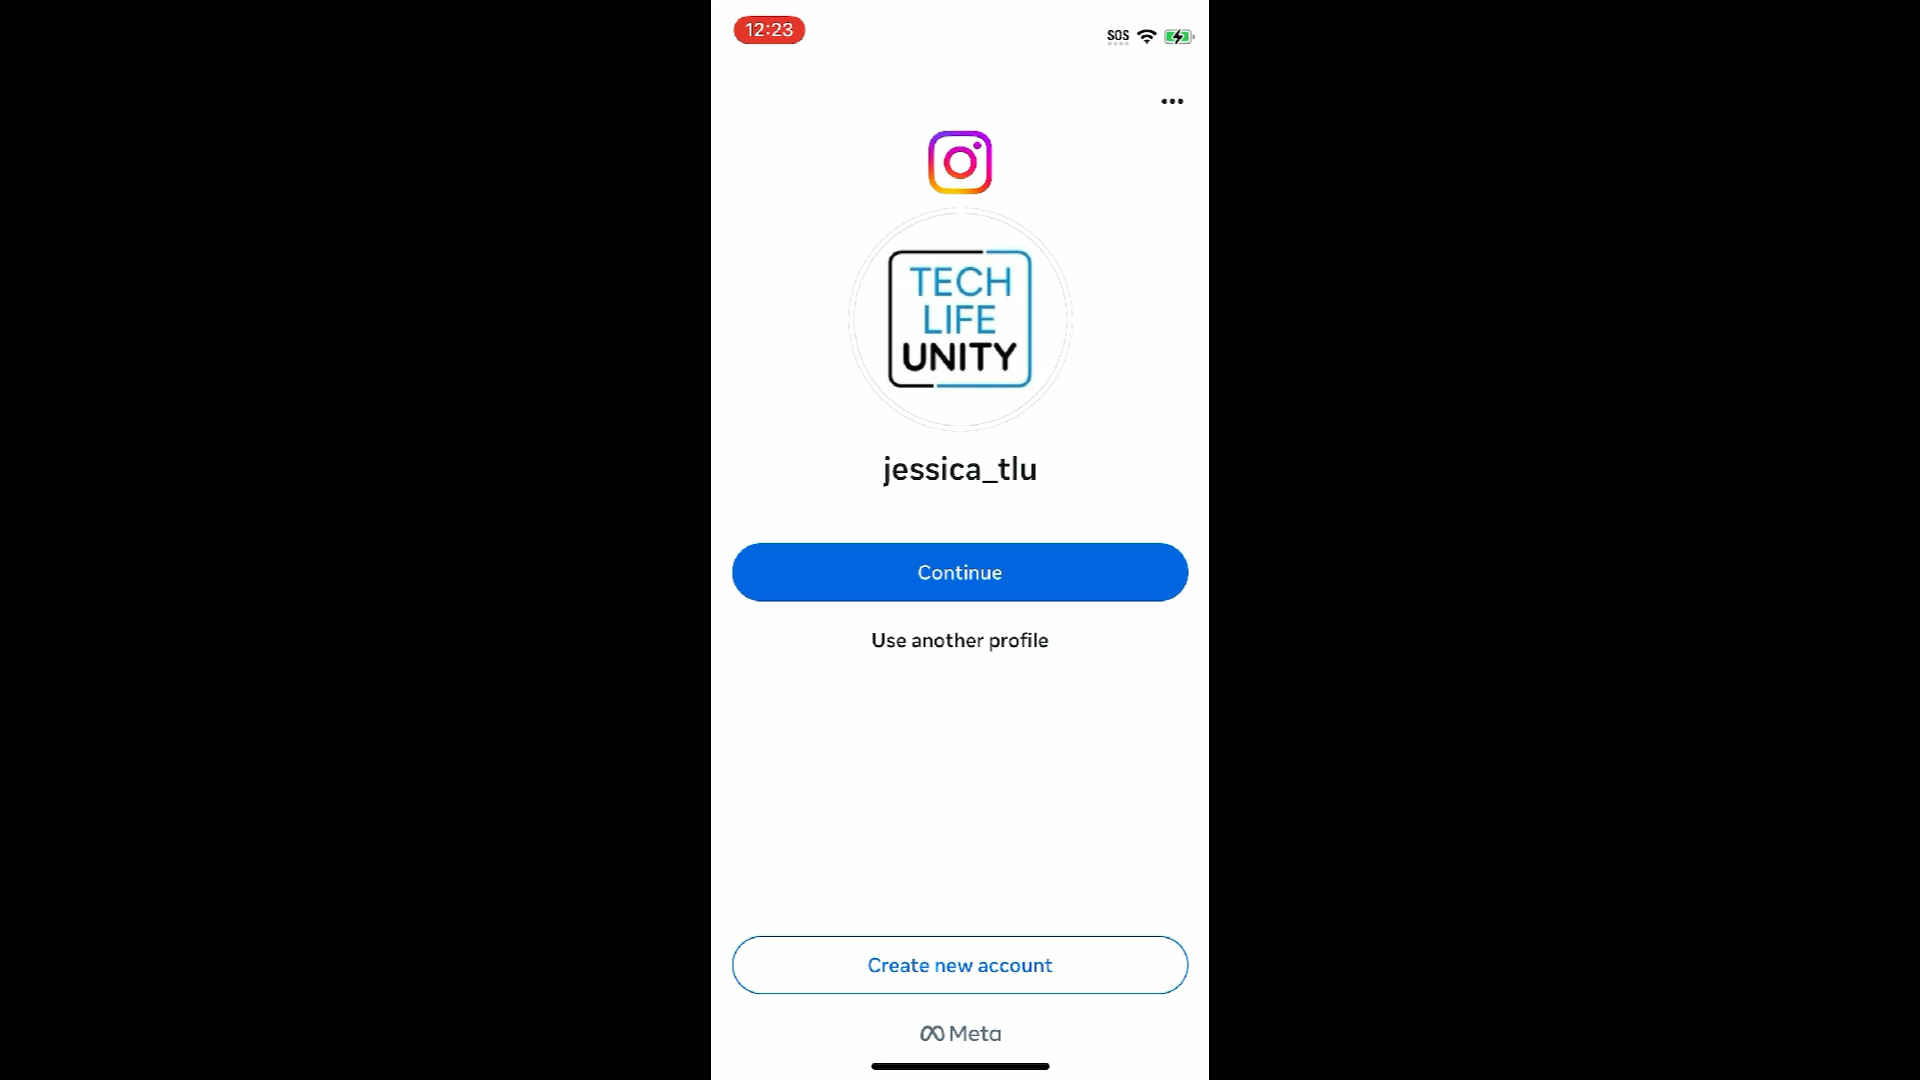 12:23
SOS
TECH
LIFE
UNITY
jessica_tlu
Continue
Use another profile
Create new account
Meta